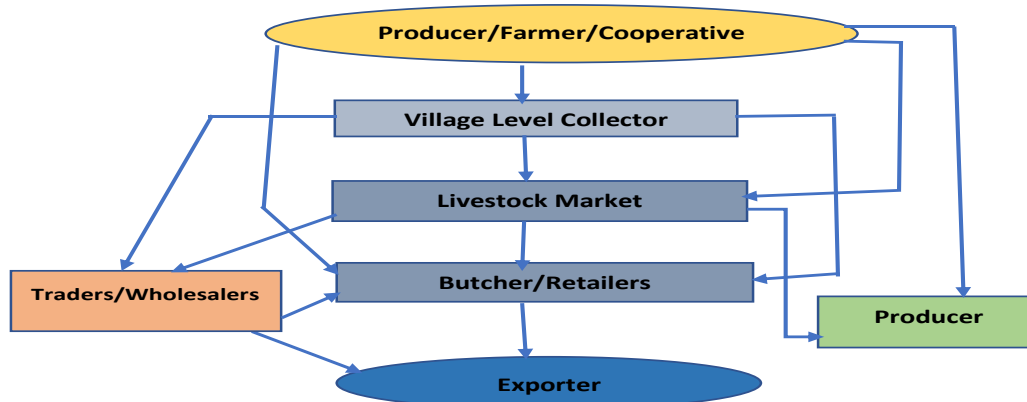 Producer/Farmer/Cooperative
Village Level Collector
Livestock Market
Butcher/Retailers
Traders/Wholesalers
Producer
Exporter